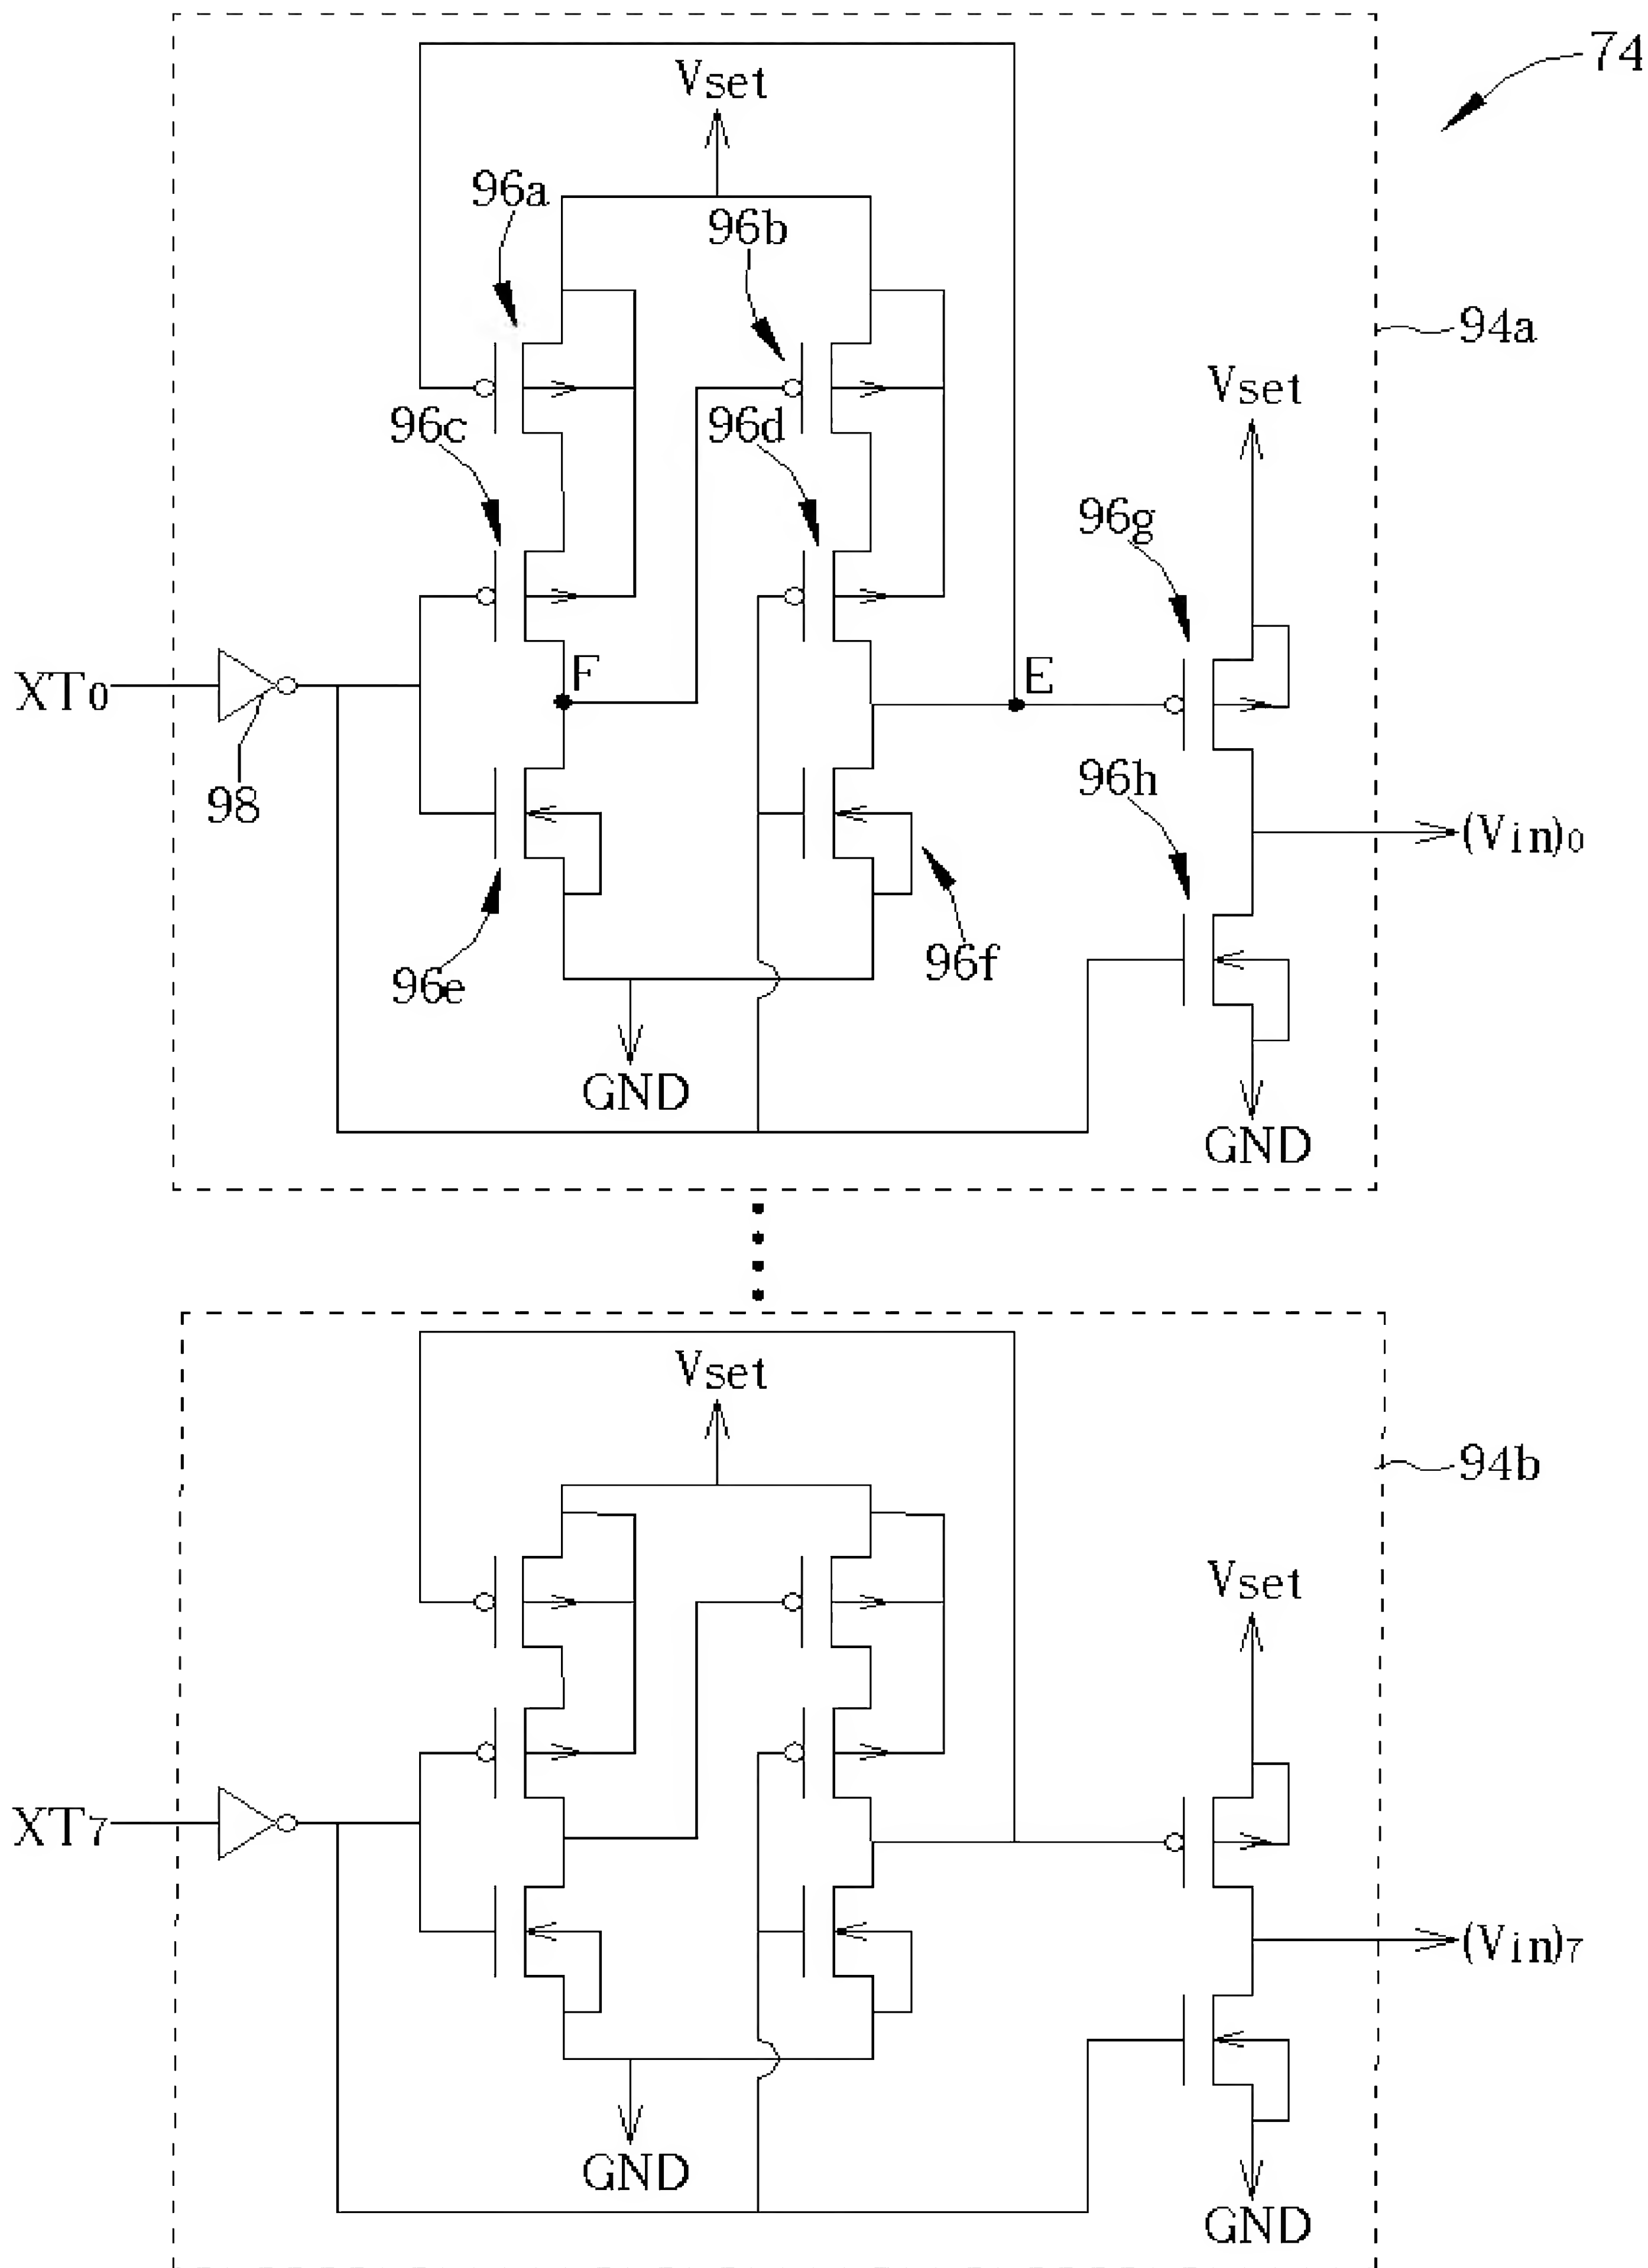 74
Vset
96a
96b
94a
Vset
96c
96d
96g
F
E
XT0
98
96h
(Vin)0
96e
96f
GND
GND
Vset
94b
Vset
XT7
(Vin)7
GND
GND